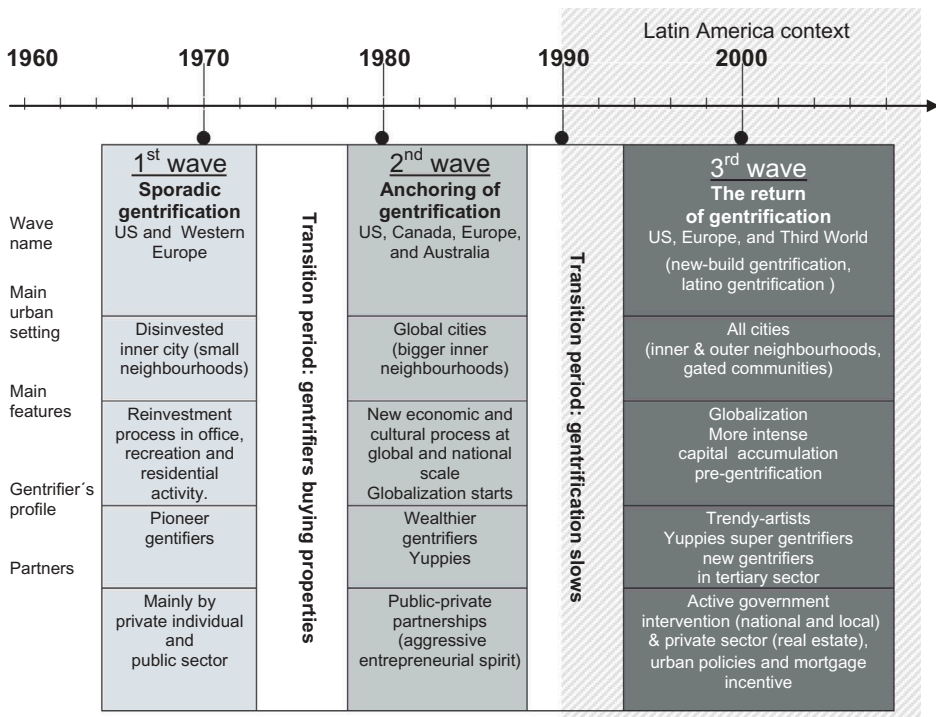 Latin America context
1960
1970
1980
1990
2000
Wave
name
Main
urban
setting
Main
features
Gentrifier´s
profile
Partners
1st wave
Sporadic
gentrification
US and Western
Europe
Disinvested
inner city (small
neighbourhoods)
Reinvestment
process in office,
recreation and
residential
activity.
Pioneer
gentifiers
Mainly by
private individual
and
public sector
Transition period: gentrifiers buying properties
2nd wave
Anchoring of
gentrification
US, Canada, Europe,
and Australia
Global cities
(bigger inner
neighbourhoods)
New economic and
cultural process at
global and national
scale
Globalization starts
Wealthier
gentrifiers
Yuppies
Public-private
partnerships
(aggressive
entrepreneurial spirit)
Transition period: gentrification slows
3rd wave
The return
of gentrification
US, Europe, and Third World
(new-build gentrification,
latino gentrification )
All cities
(inner & outer neighbourhoods,
gated communities)
Globalization
More intense
capital accumulation
pre-gentrification
Trendy-artists
Yuppies super gentrifiers
new gentrifiers
in tertiary sector
Active government
intervention (national and local)
& private sector (real estate),
urban policies and mortgage
incentive